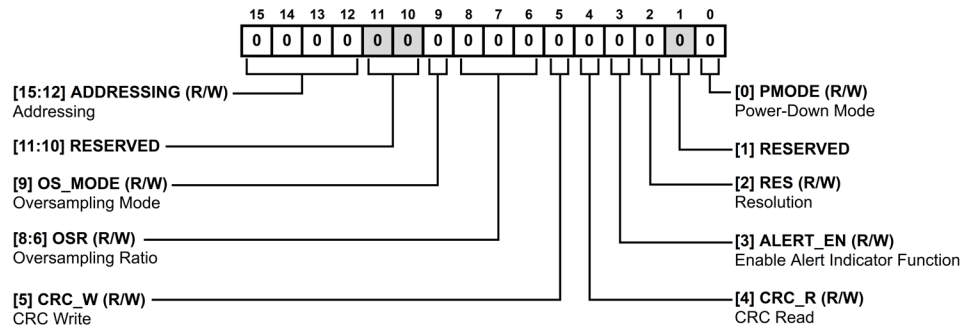 15 14 13 12 11 10 9 8 7 6 5 4 3 2 1 0
0 0 0 0 0 0 0 0 0 0 0 0 0 0 0 0
[15:12] ADDRESSING (R/W)
Addressing
[11:10] RESERVED
[9] OS_MODE (R/W)
Oversampling Mode
[8:6] OSR (R/W)
Oversampling Ratio
[5] CRC_W (R/W)
CRC Write
[0] PMODE (R/W)
Power-Down Mode
[1] RESERVED
[2] RES (R/W)
Resolution
[3] ALERT_EN (R/W)
Enable Alert Indicator Function
[4] CRC_R (R/W)
CRC Read